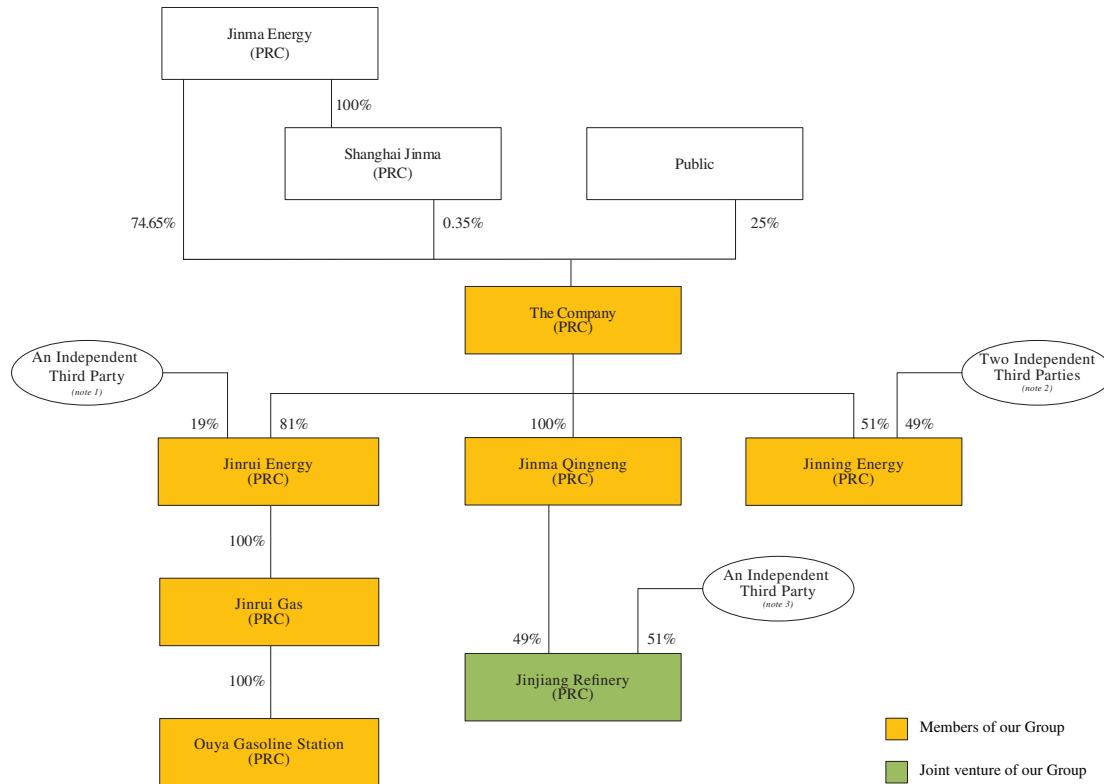 Jinma Energy
(PRC)
100%
Shanghai Jinma
(PRC)
Public
74.65%
0.35%
25%
The Company
(PRC)
An Independent
Third Party
(note 1)
Two Independent
Third Parties
(note 2)
19%
81%
100%
51%
49%
Jinrui Energy
(PRC)
Jinma Qingneng
(PRC)
Jinning Energy
(PRC)
100%
Jinrui Gas
(PRC)
An Independent
Third Party
(note 3)
49%
51%
100%
Jinjiang Refinery
(PRC)
Ouya Gasoline Station
(PRC)
Members of our Group
Joint venture of our Group